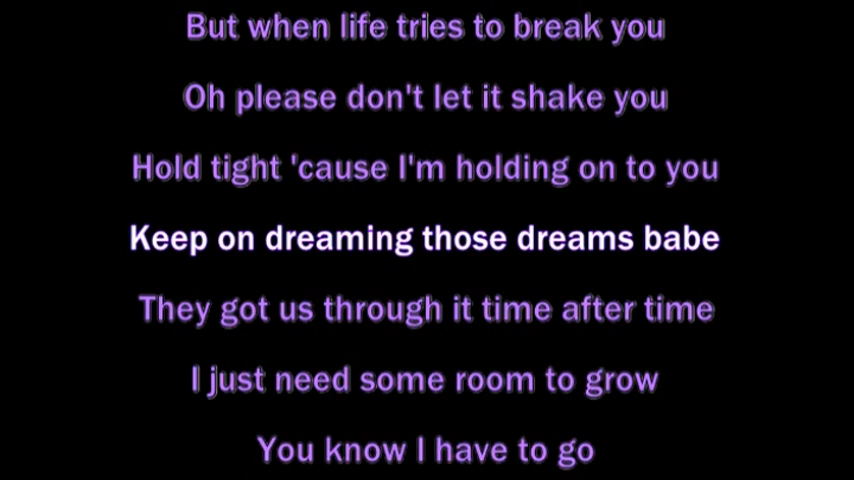 But when life tries to break you
Oh please don't let it shake you
Hold tight 'cause I'm holding on to you
Keep on dreaming those dreams babe
They got us through it time after time
I just need some room to grow
You know I have to go